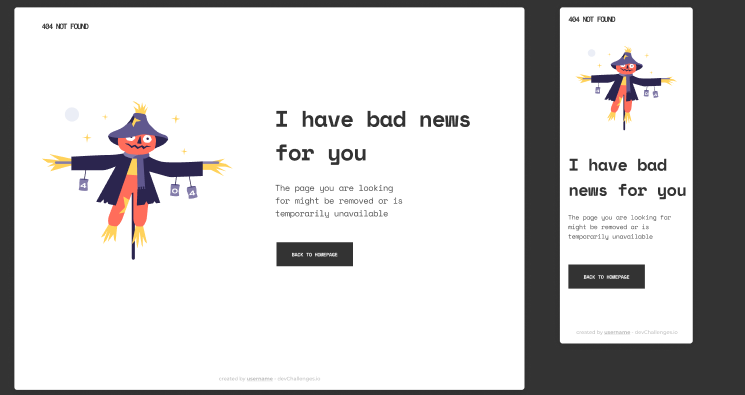 404 NOT FOUND
I have bad news
for you
The page you are looking
for might be removed or is
temporarily unavailable
BACK TO HOMEPAGE
4
0
4
created by username - devChallenges.io
404 NOT FOUND
I have bad
news for you
The page you are looking for
might be removed or is
temporarily unavailable
BACK TO HOMEPAGE
created by username - devChallenges.io